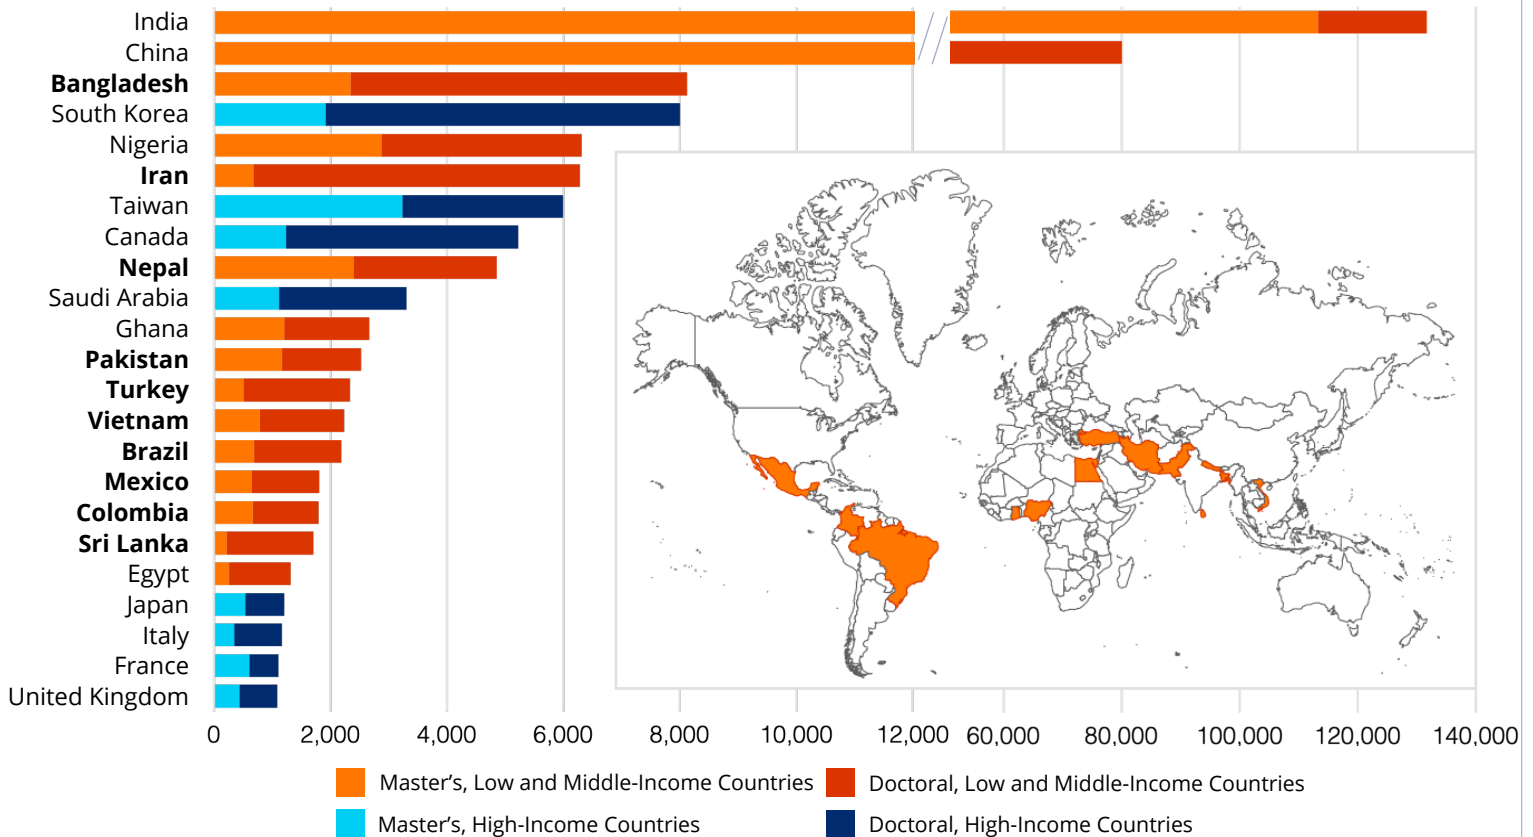 India
China
Bangladesh
South Korea
Nigeria
Iran
Taiwan
Canada
Nepal
Saudi Arabia
Ghana
Pakistan
Turkey
Vietnam
Brazil
Mexico
Colombia
Sri Lanka
Egypt
Japan
Italy
France
United Kingdom
0 2,000 4,000 6,000 8,000 10,000 12,000 60,000 80,000 100,000 120,000 140,000
Master's, Low and Middle-Income Countries Doctoral, Low and Middle-Income Countries
Master's, High-Income Countries Doctoral, High-Income Countries